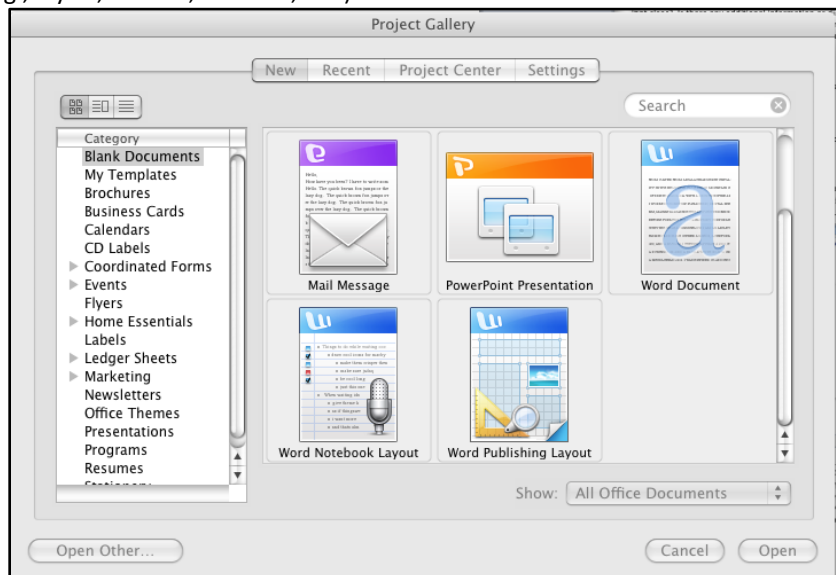 Project Gallery
New
Recent
Project Center
Settings
Search
Category
Blank Documents
My Templates
Brochures
Business Cards
Calendars
CD Labels
Coordinated Forms
Events
Flyers
Home Essentials
Labels
Ledger Sheets
Marketing
Newsletters
Office Themes
Presentations
Programs
Resumes
Hello,
Mail Message
PowerPoint Presentation
a
Word Document
Word Notebook Layout
Word Publishing Layout
Show: All Office Documents
Open Other...
Cancel
Open